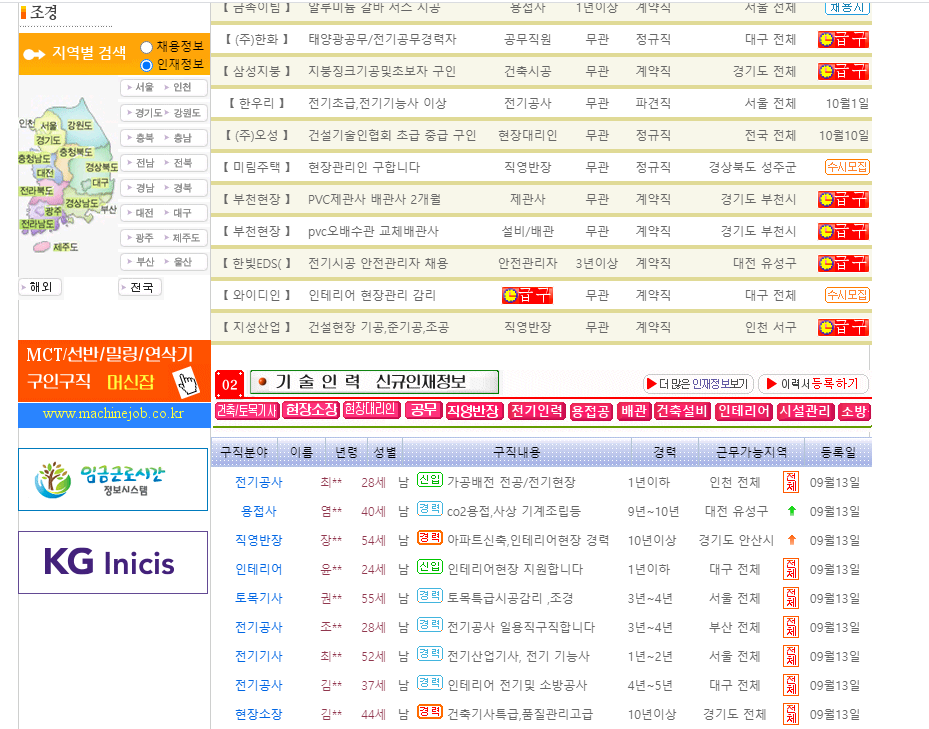 조경
지역별 검색
채용정보
인재정보
서울 인천
경기도 강원도
충북 충남
전남 전북
경남 경북
대전 대구
광주 제주도
부산 울산
인천 서울 강원도
경기도
충청남도 충청북도
대전 경상북도
대구
전라북도
광주 경상남도 부산
전라남도
제주도
해외 전국
MCT/선반/밀링/연삭기
구인구직 머신잡
www.machinejob.co.kr
임금근로시간
정보시스템
KG Inicis
【 금속이팀 】 알루미늄 갈바 서스 시공 용접사 1년이상 계약직 서울 전체 채용시
【 (주)한화 】 태양광공무/전기공무경력자 공무직원 무관 정규직 대구 전체 급구
【 삼성지붕 】 지붕징크기공및초보자 구인 건축시공 무관 계약직 경기도 전체 급구
【 한우리 】 전기초급,전기기능사 이상 전기공사 무관 파견직 서울 전체 10월1일
【 (주)오성 】 건설기술인협회 초급 중급 구인 현장대리인 무관 정규직 전국 전체 10월10일
【 미림주택 】 현장관리인 구합니다 직영반장 무관 정규직 경상북도 성주군 수시모집
【 부천현장 】 PVC제관사 배관사 2개월 제관사 무관 계약직 경기도 부천시 급구
【 부천현장 】 pvc오배수관 교체배관사 설비/배관 무관 계약직 경기도 부천시 급구
【 한빛EDS( 】 전기시공 안전관리자 채용 안전관리자 3년이상 계약직 대전 유성구 급구
【 와이디인 】 인테리어 현장관리 감리 급구 무관 계약직 대구 전체 수시모집
【 지성산업 】 건설현장 기공,준기공,조공 직영반장 무관 계약직 인천 서구 급구
02 기 술 인 력 신규인재정보 더 많은 인재정보보기 이력서등록하기
건축/토목기사 현장소장 현장대리인 공무 직영반장 전기인력 용접공 배관 건축설비 인테리어 시설관리 소방
구직분야 이름 년령 성별 구직내용 경력 근무가능지역 등록일
전기공사 최** 28세 남 신입 가공배전 전공/전기현장 1년이하 인천 전체 전체 09월13일
용접사 염** 40세 남 경력 co2용접,사상 기계조립등 9년~10년 대전 유성구 09월13일
직영반장 장** 54세 남 경력 아파트신축,인테리어현장 경력 10년이상 경기도 안산시 09월13일
인테리어 윤** 24세 남 신입 인테리어현장 지원합니다 1년이하 대구 전체 전체 09월13일
토목기사 권** 55세 남 경력 토목특급시공감리 ,조경 3년~4년 서울 전체 전체 09월13일
전기공사 조** 28세 남 경력 전기공사 일용직구직합니다 3년~4년 부산 전체 전체 09월13일
전기기사 최** 52세 남 경력 전기산업기사, 전기 기능사 1년~2년 서울 전체 전체 09월13일
전기공사 김** 37세 남 경력 인테리어 전기및 소방공사 4년~5년 대구 전체 전체 09월13일
현장소장 김** 44세 남 경력 건축기사특급,품질관리고급 10년이상 경기도 전체 전체 09월13일